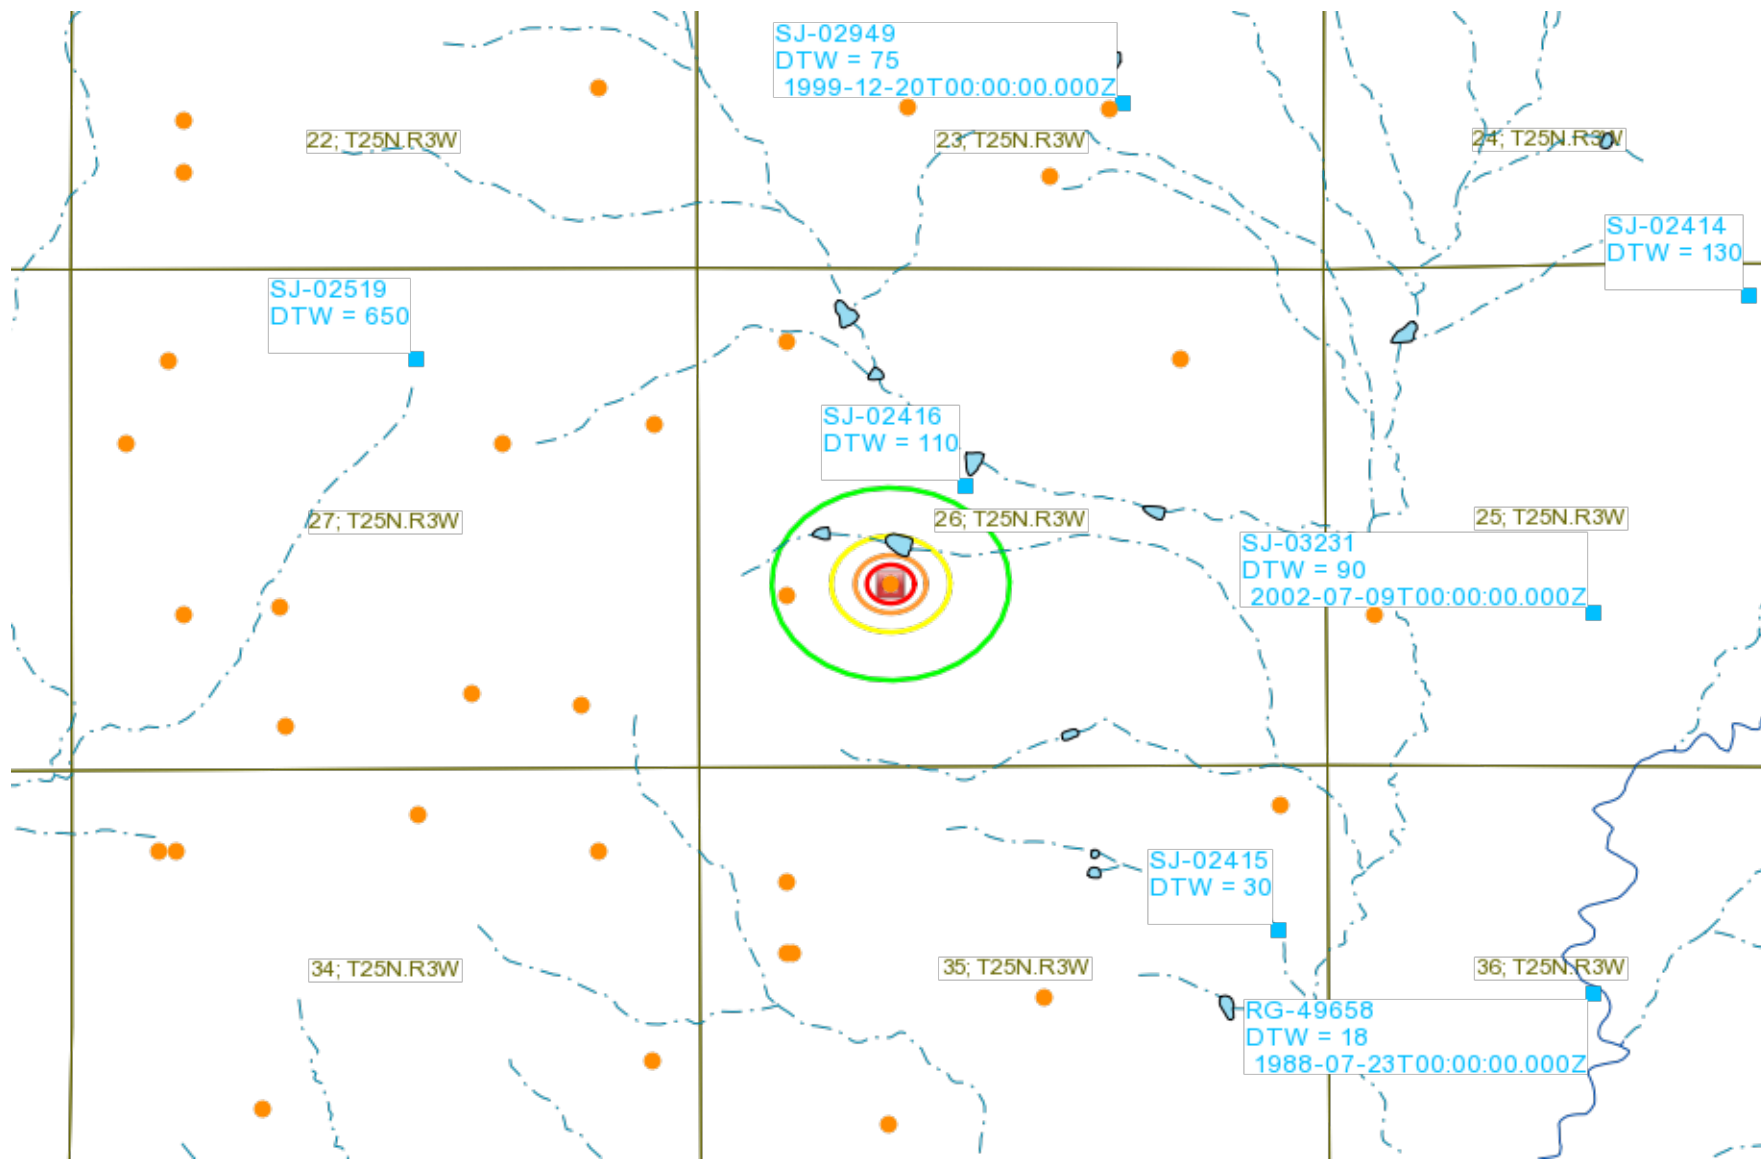 SJ-02949
DTW = 75
1999-12-20T00:00:00.000Z
22; T25N.R3W
23; T25N.R3W
24; T25N.R3W
SJ-02414
DTW = 130
SJ-02519
DTW = 650
SJ-02416
DTW = 110
27; T25N.R3W
26; T25N.R3W
25; T25N.R3W
SJ-03231
DTW = 90
2002-07-09T00:00:00.000Z
SJ-02415
DTW = 30
34; T25N.R3W
35; T25N.R3W
36; T25N.R3W
RG-49658
DTW = 18
1988-07-23T00:00:00.000Z